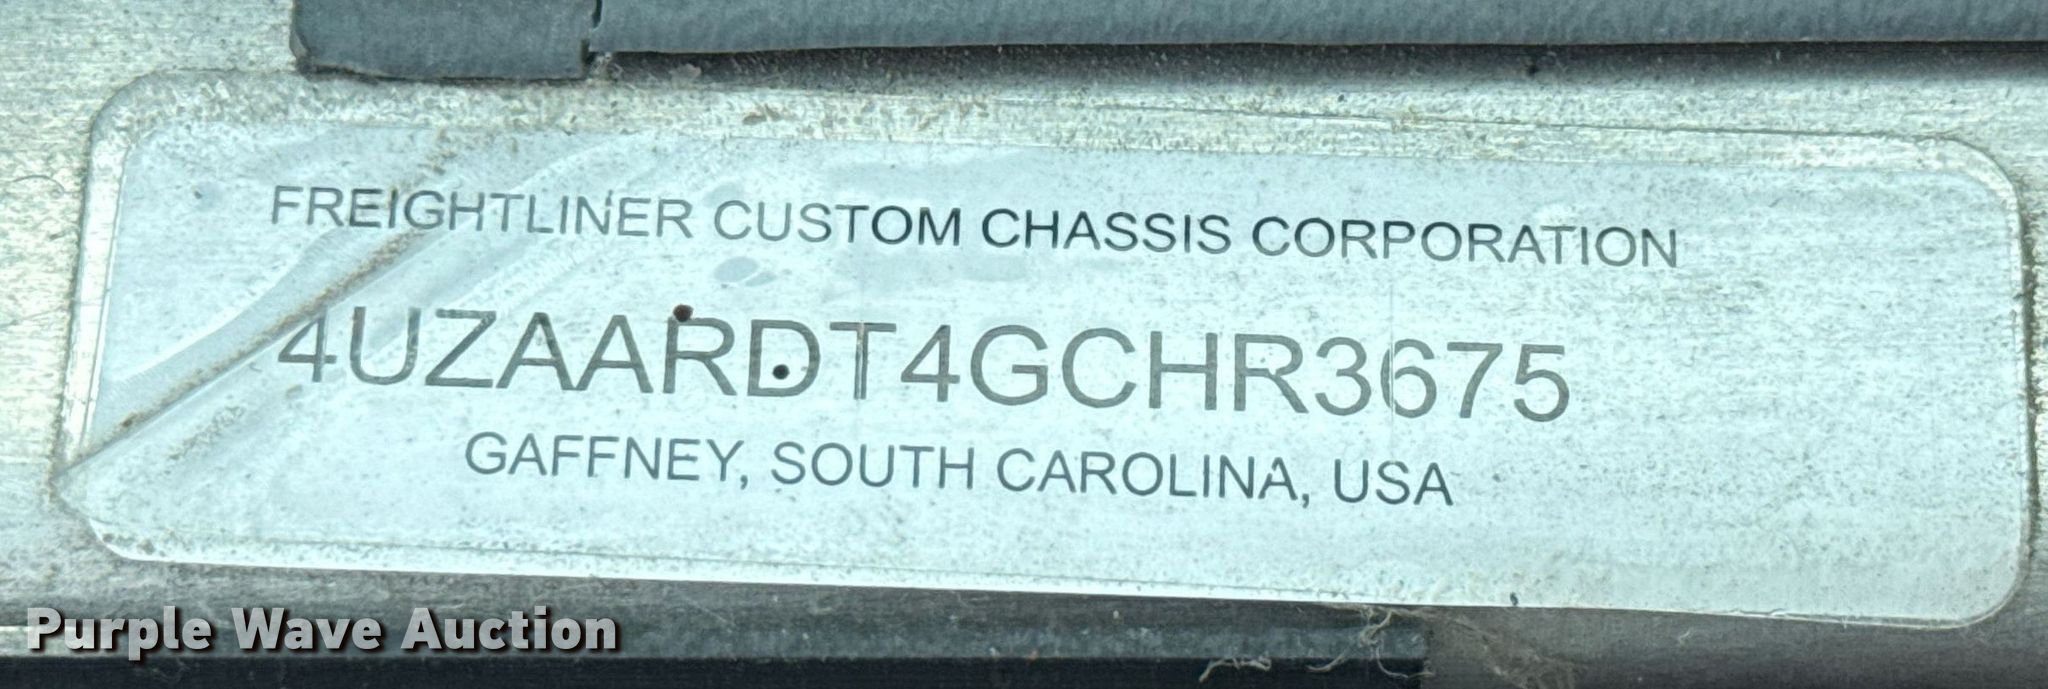 FREIGHTLINER CUSTOM CHASSIS CORPORATION
4UZAARDT4GCHR3675
GAFFNEY, SOUTH CAROLINA, USA
Purple Wave Auction